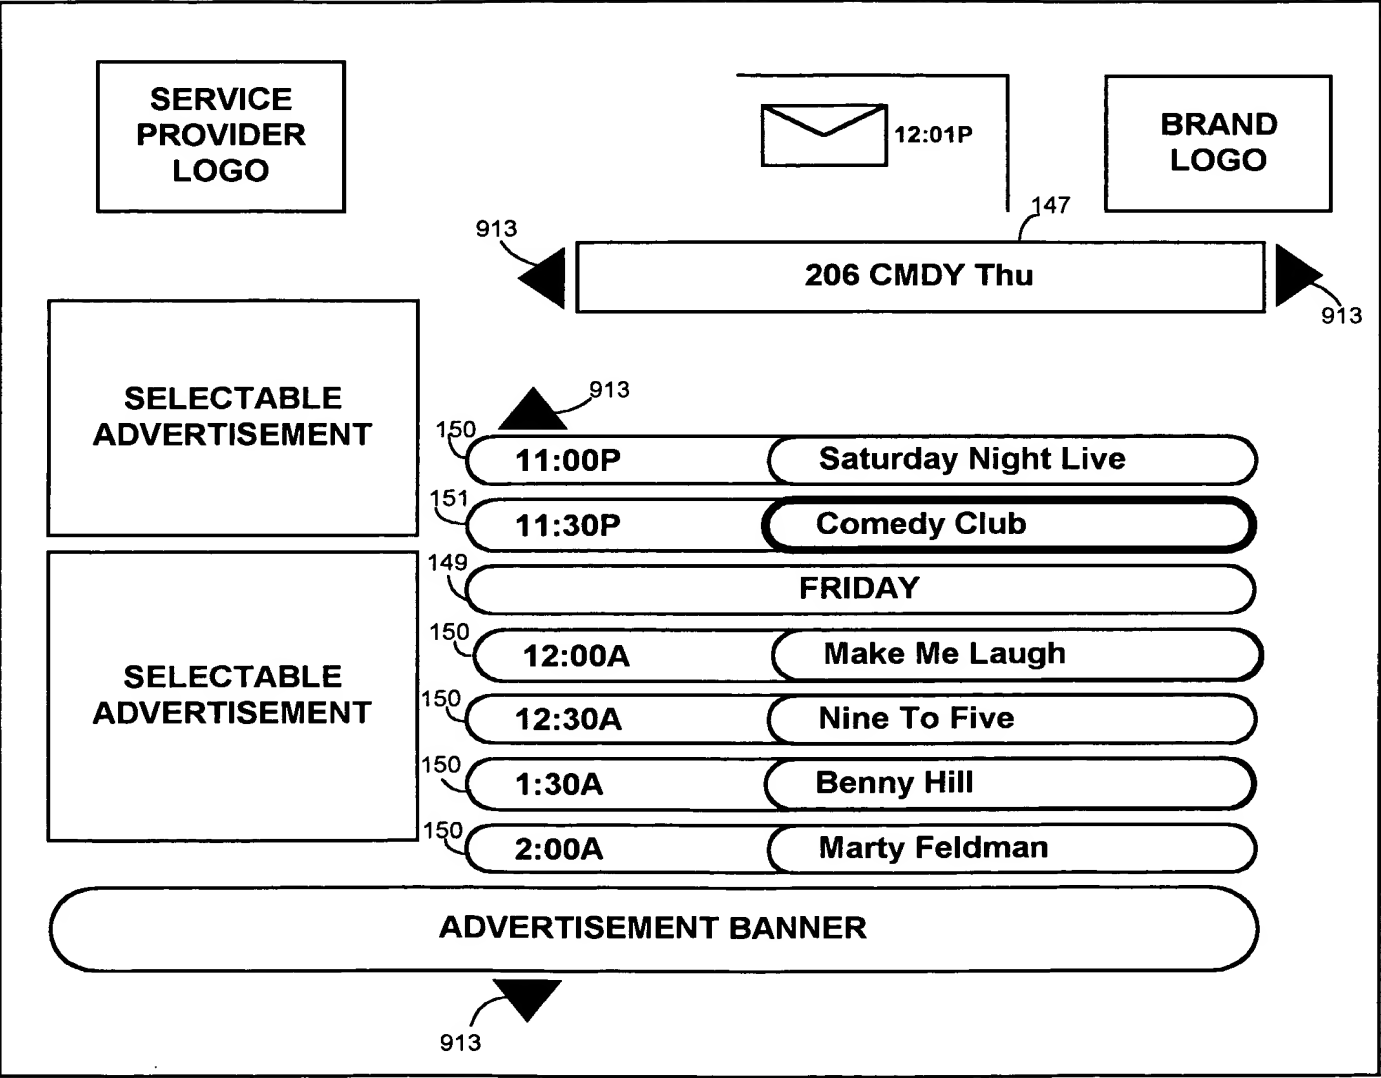 SERVICE
PROVIDER
LOGO
12:01P
BRAND
LOGO
147
913
206 CMDY Thu
913
SELECTABLE
ADVERTISEMENT
913
150
11:00P Saturday Night Live
151
11:30P Comedy Club
149
FRIDAY
150
12:00A Make Me Laugh
SELECTABLE
ADVERTISEMENT
150
12:30A Nine To Five
150
1:30A Benny Hill
150
2:00A Marty Feldman
ADVERTISEMENT BANNER
913